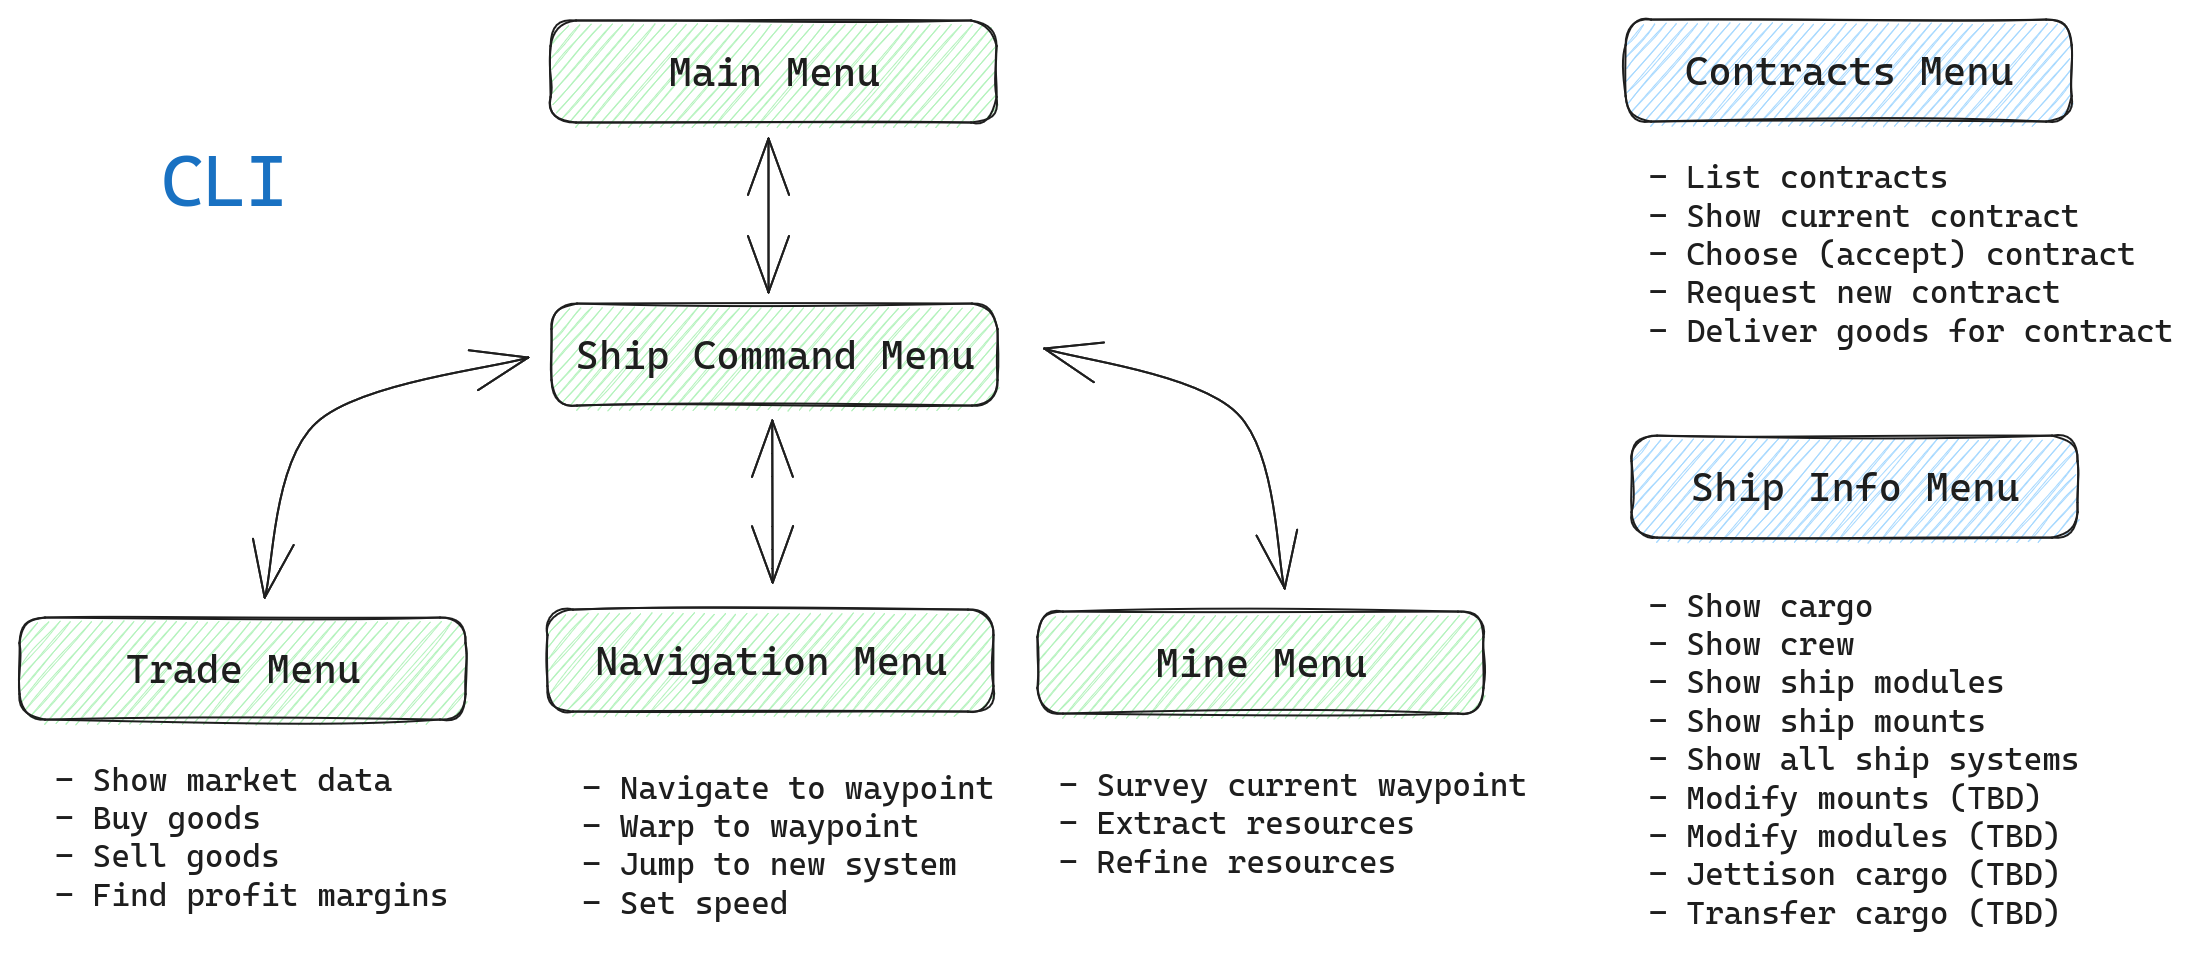 Main Menu
CLI
Ship Command Menu
Trade Menu
- Show market data
- Buy goods
- Sell goods
- Find profit margins
Navigation Menu
- Navigate to waypoint
- Warp to waypoint
- Jump to new system
- Set speed
Mine Menu
- Survey current waypoint
- Extract resources
- Refine resources
Contracts Menu
- List contracts
- Show current contract
- Choose (accept) contract
- Request new contract
- Deliver goods for contract
Ship Info Menu
- Show cargo
- Show crew
- Show ship modules
- Show ship mounts
- Show all ship systems
- Modify mounts (TBD)
- Modify modules (TBD)
- Jettison cargo (TBD)
- Transfer cargo (TBD)